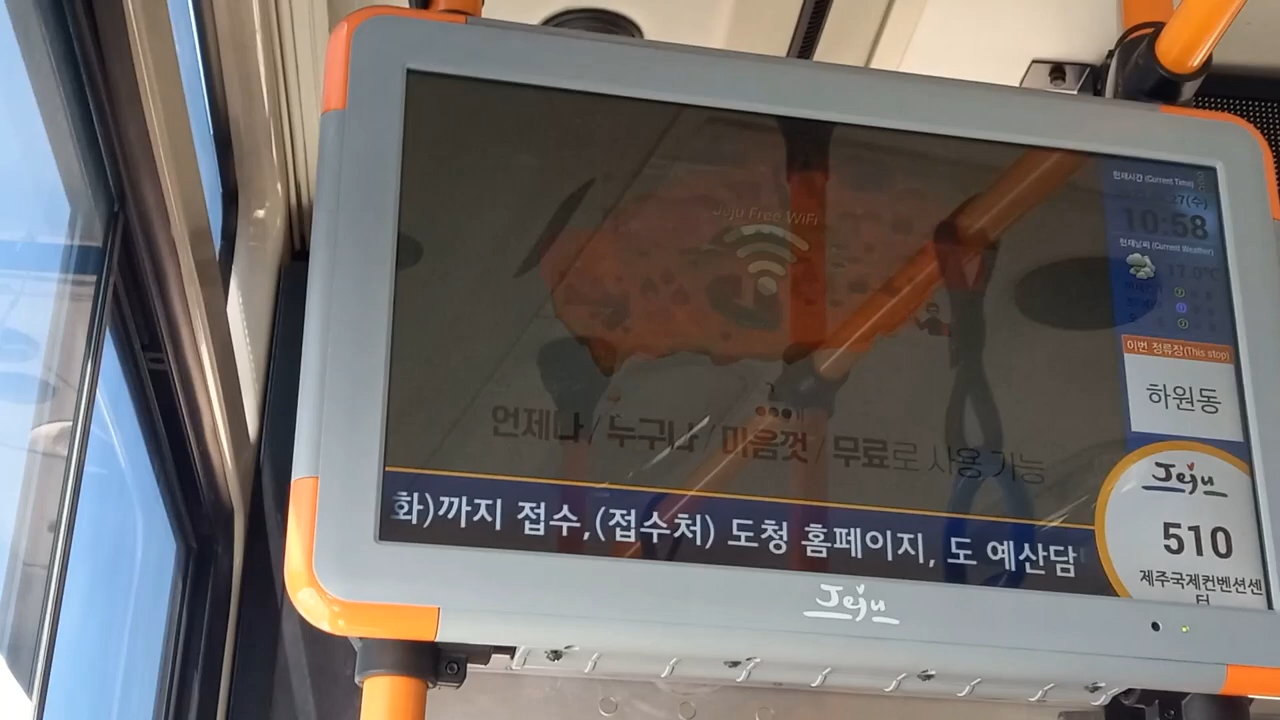 Jeju Free WiFi
언제나 / 누구나 / 마음껏 / 무료로 사용 가능
화)까지 접수,(접수처) 도청 홈페이지, 도 예산담
현재시간 (Current Time)
27(수)
10:58
현재날씨 (Current Weather)
17.0℃
이번 정류장(This stop)
하원동
Jeju
510
제주국제컨벤션센
터
Jeju